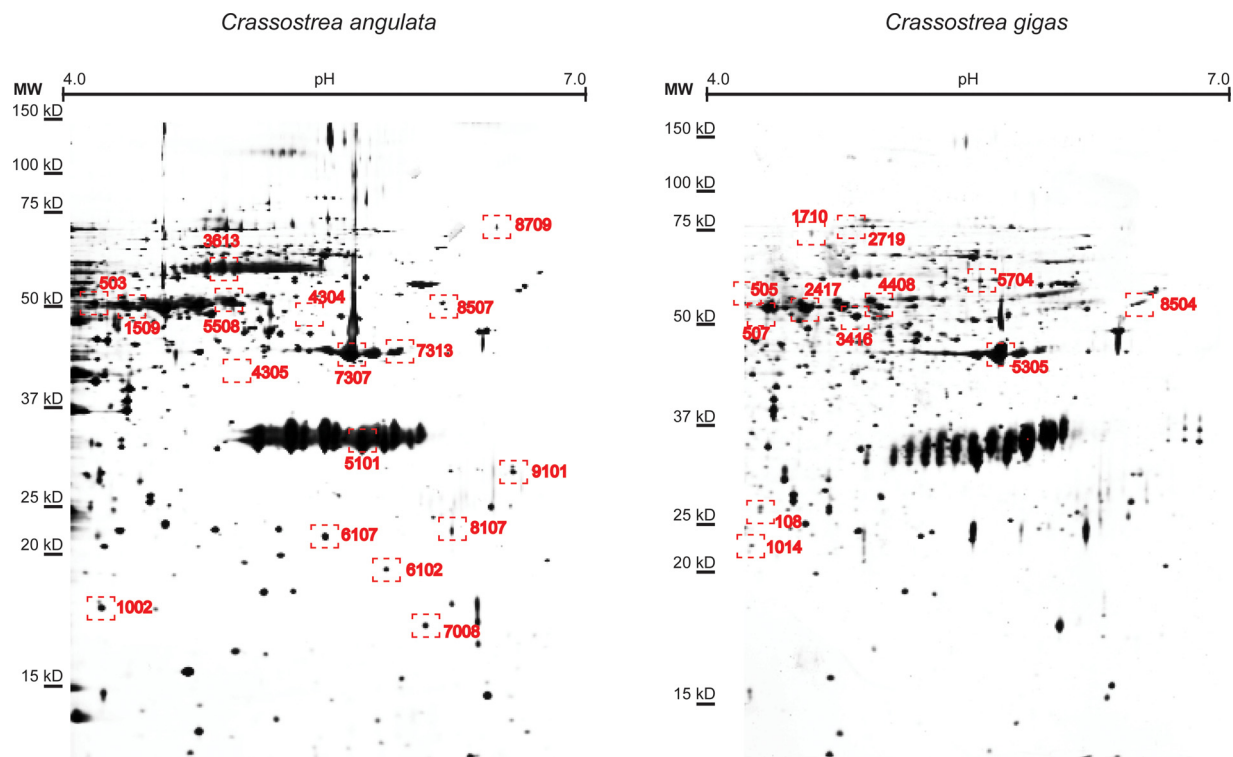 Crassostrea angulata
Crassostrea gigas
4.0 pH 7.0
MW
150 kD
100 kD
75 kD
50 kD
37 kD
25 kD
20 kD
15 kD
8709
3613
503
1509
5508
4304
8507
7313
4305
7307
5101
9101
6107
8107
6102
1002
7008
4.0 pH 7.0
MW
150 kD
100 kD
75 kD
50 kD
37 kD
25 kD
20 kD
15 kD
1710
2719
505
2417
4408
5704
8504
507
3416
5305
108
1014